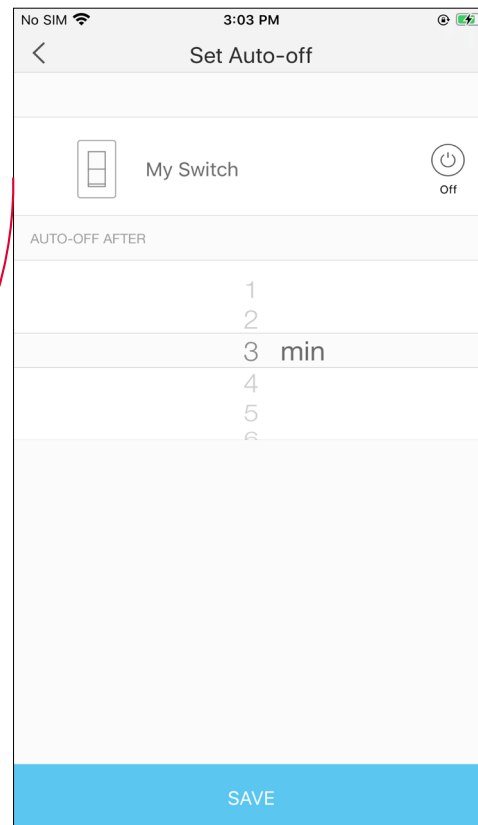 No SIM 3:03 PM
Set Auto-off
My Switch
Off
AUTO-OFF AFTER
1
2
3 min
4
5
6
SAVE